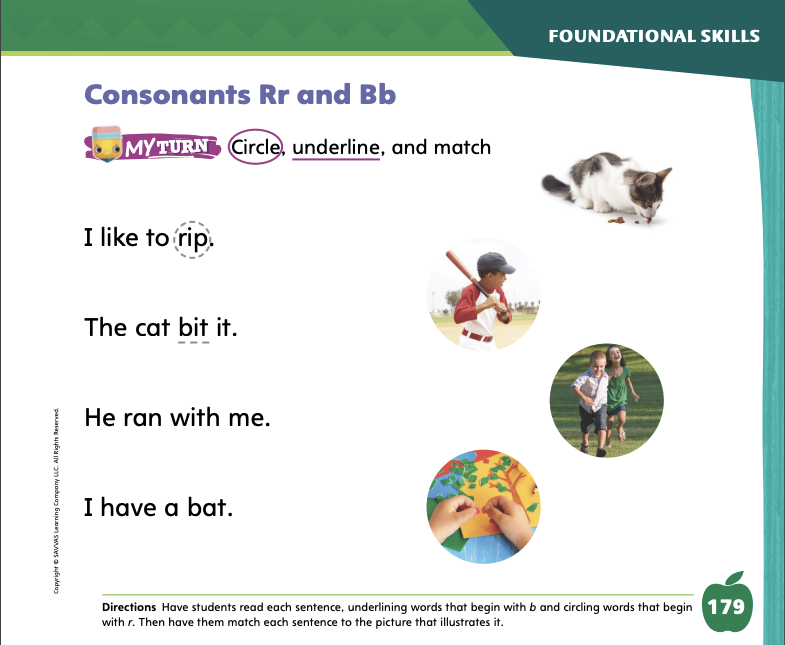 FOUNDATIONAL SKILLS
Consonants Rr and Bb
MY TURN Circle, underline, and match
I like to rip.
The cat bit it.
He ran with me.
I have a bat.
Copyright © SAVVAS Learning Company LLC. All Rights Reserved.
Directions Have students read each sentence, underlining words that begin with b and circling words that begin
with r. Then have them match each sentence to the picture that illustrates it.
179